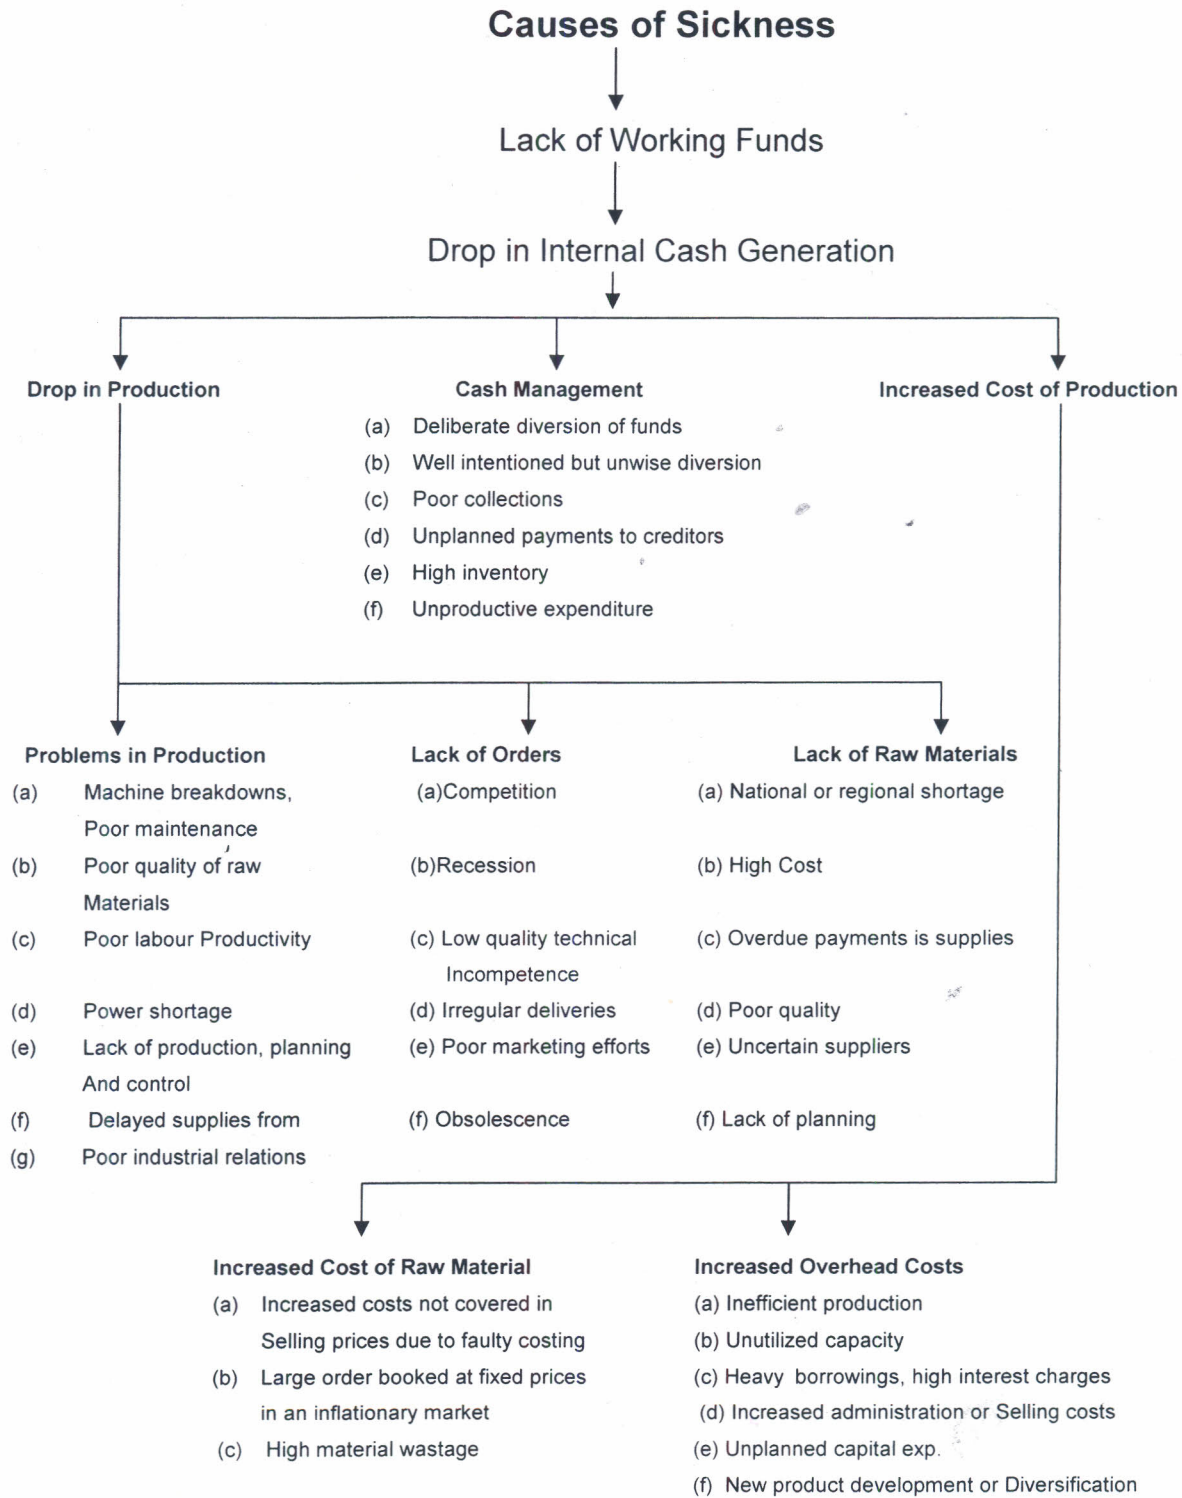 Causes of Sickness
Lack of Working Funds
Drop in Internal Cash Generation
Drop in Production
Cash Management
(a) Deliberate diversion of funds
(b) Well intentioned but unwise diversion
(c) Poor collections
(d) Unplanned payments to creditors
(e) High inventory
(f) Unproductive expenditure
Increased Cost of Production
Problems in Production
(a) Machine breakdowns,
Poor maintenance
(b) Poor quality of raw
Materials
(c) Poor labour Productivity
(d) Power shortage
(e) Lack of production, planning
And control
(f) Delayed supplies from
(g) Poor industrial relations
Lack of Orders
(a)Competition
(b)Recession
(c) Low quality technical
Incompetence
(d) Irregular deliveries
(e) Poor marketing efforts
(f) Obsolescence
Lack of Raw Materials
(a) National or regional shortage
(b) High Cost
(c) Overdue payments is supplies
(d) Poor quality
(e) Uncertain suppliers
(f) Lack of planning
Increased Cost of Raw Material
(a) Increased costs not covered in
Selling prices due to faulty costing
(b) Large order booked at fixed prices
in an inflationary market
(c) High material wastage
Increased Overhead Costs
(a) Inefficient production
(b) Unutilized capacity
(c) Heavy borrowings, high interest charges
(d) Increased administration or Selling costs
(e) Unplanned capital exp.
(f) New product development or Diversification